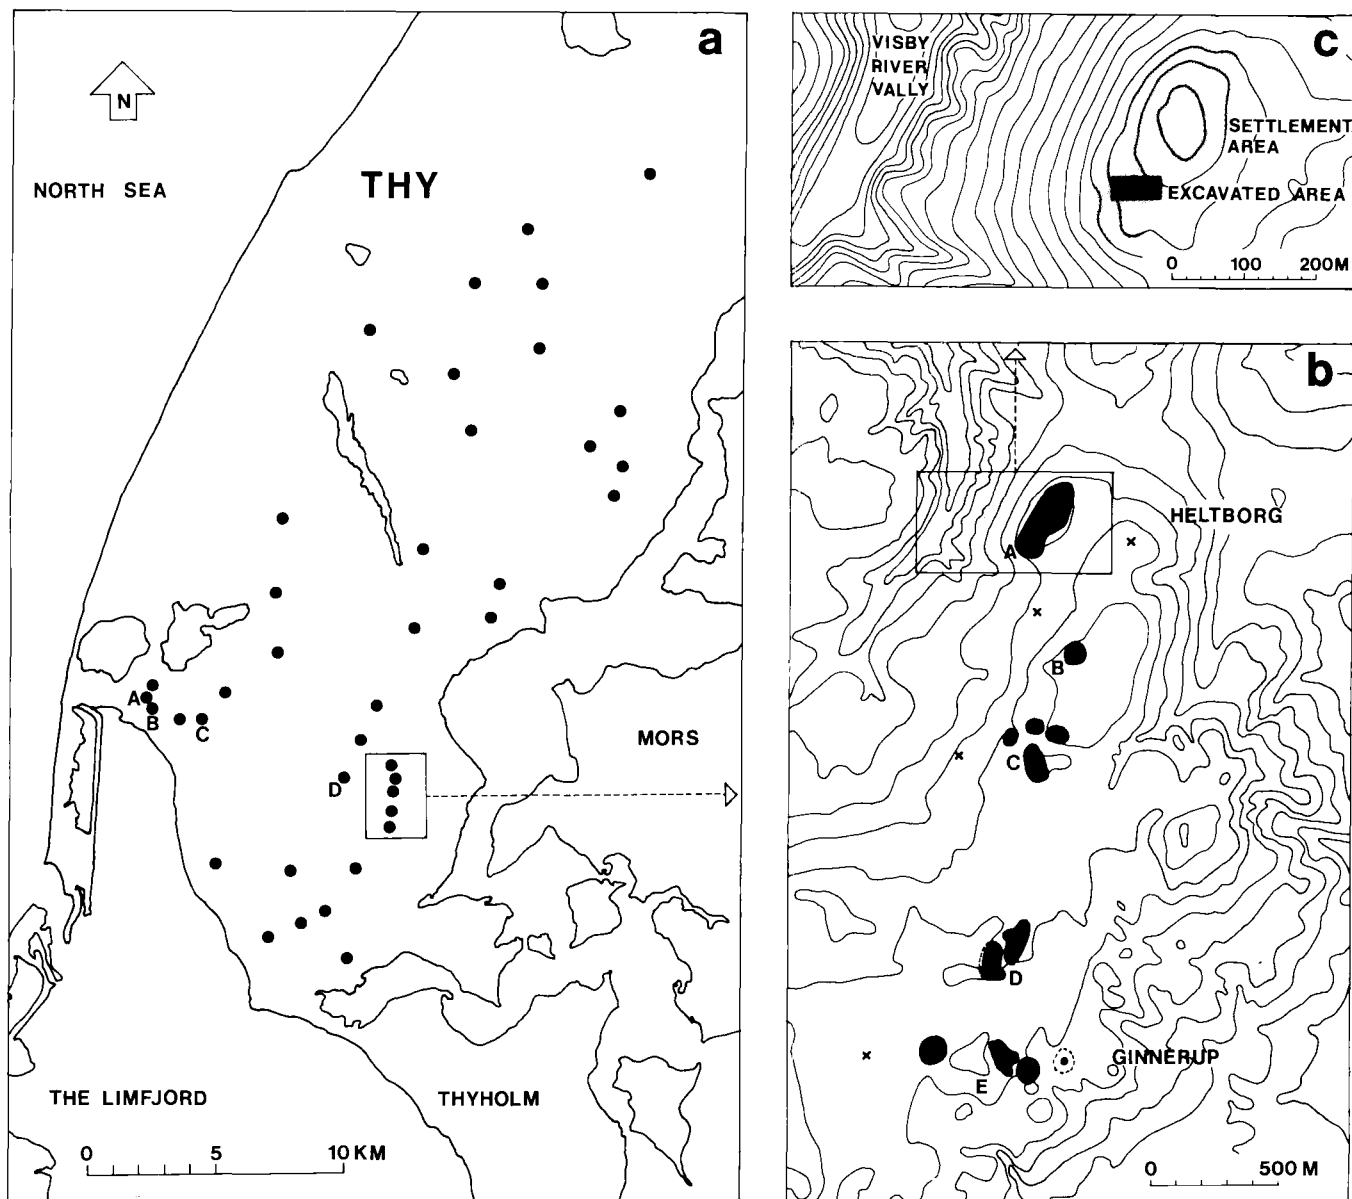 a
N
NORTH SEA
THY
A
B
C
D
MORS
THE LIMFJORD
THYHOLM
0 5 10 KM
c
VISBY
RIVER
VALLY
SETTLEMENT
AREA
EXCAVATED AREA
0 100 200M
b
HELTBORG
A
B
C
D
GINNERUP
E
0 500 M